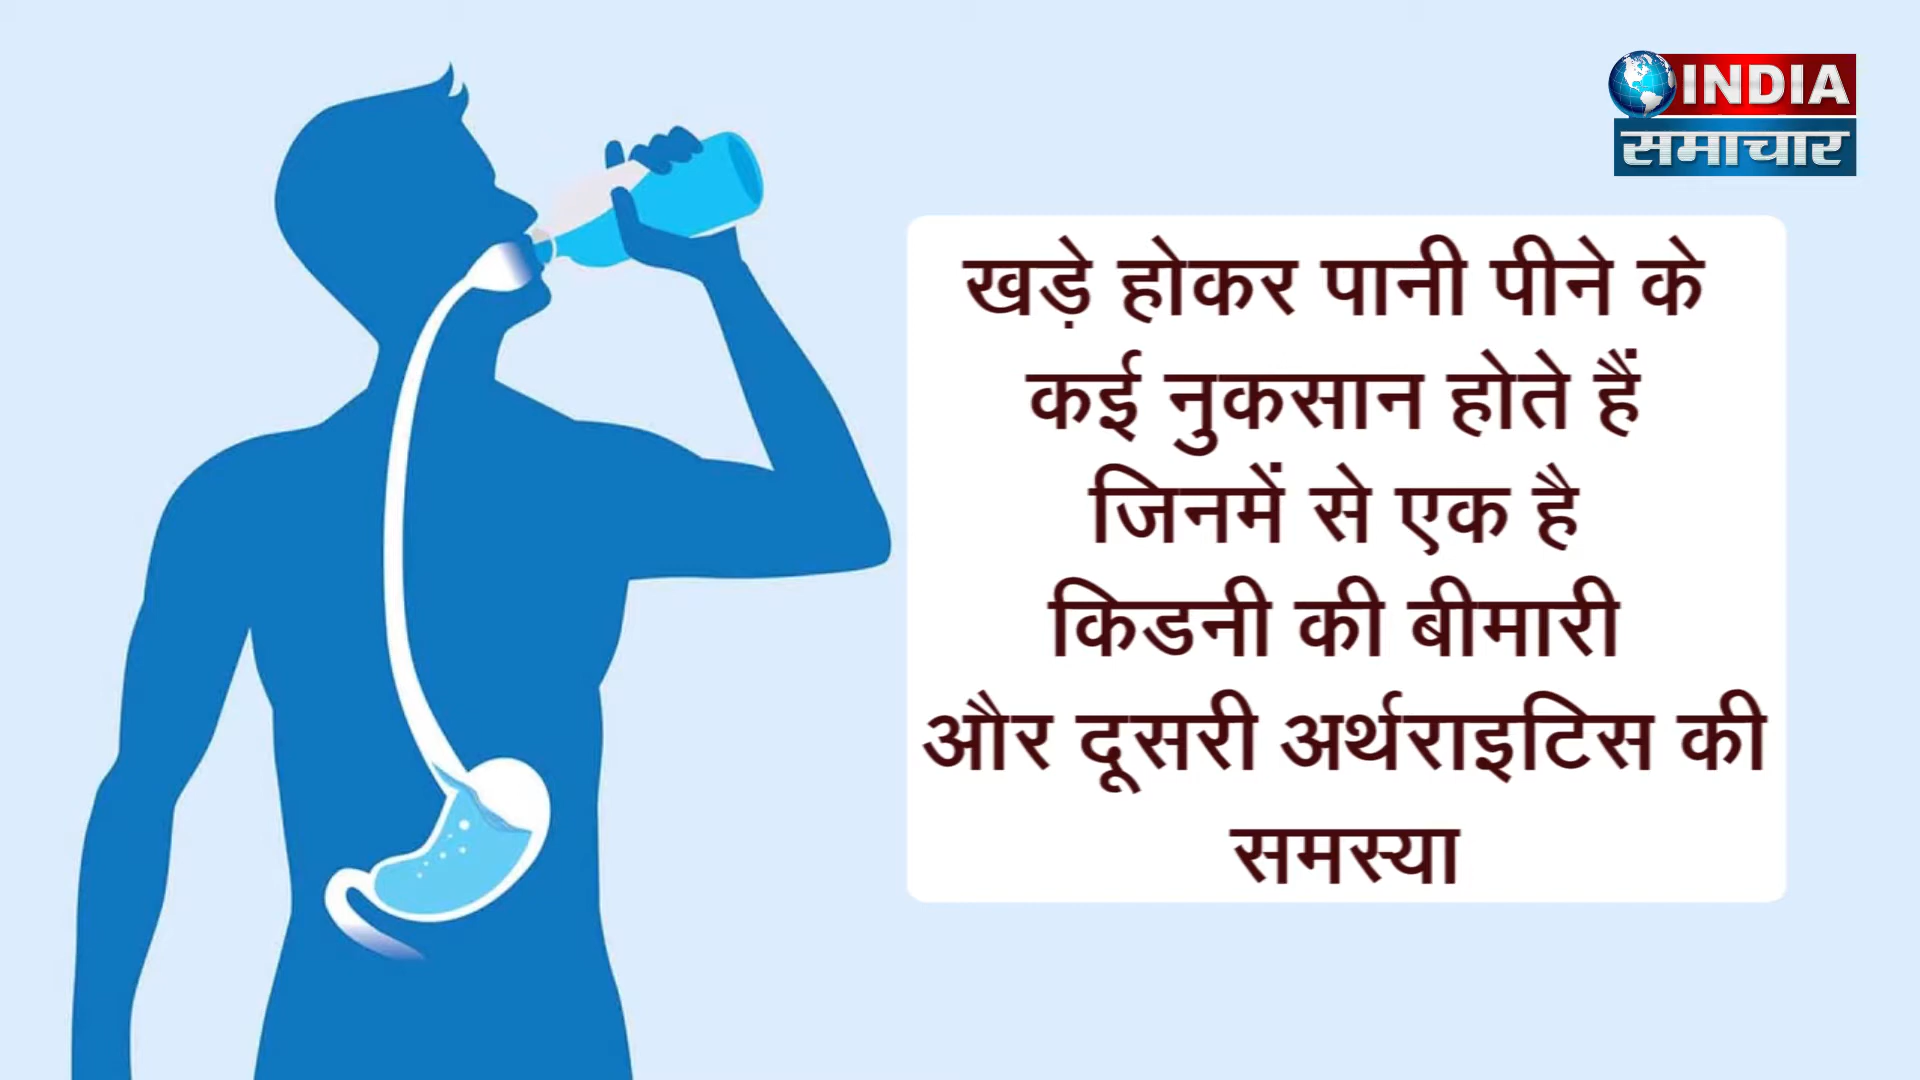 INDIA
समाचार
खड़े होकर पानी पीने के
कई नुकसान होते हैं
जिनमें से एक है
किडनी की बीमारी
और दूसरी अर्थराइटिस की
समस्या